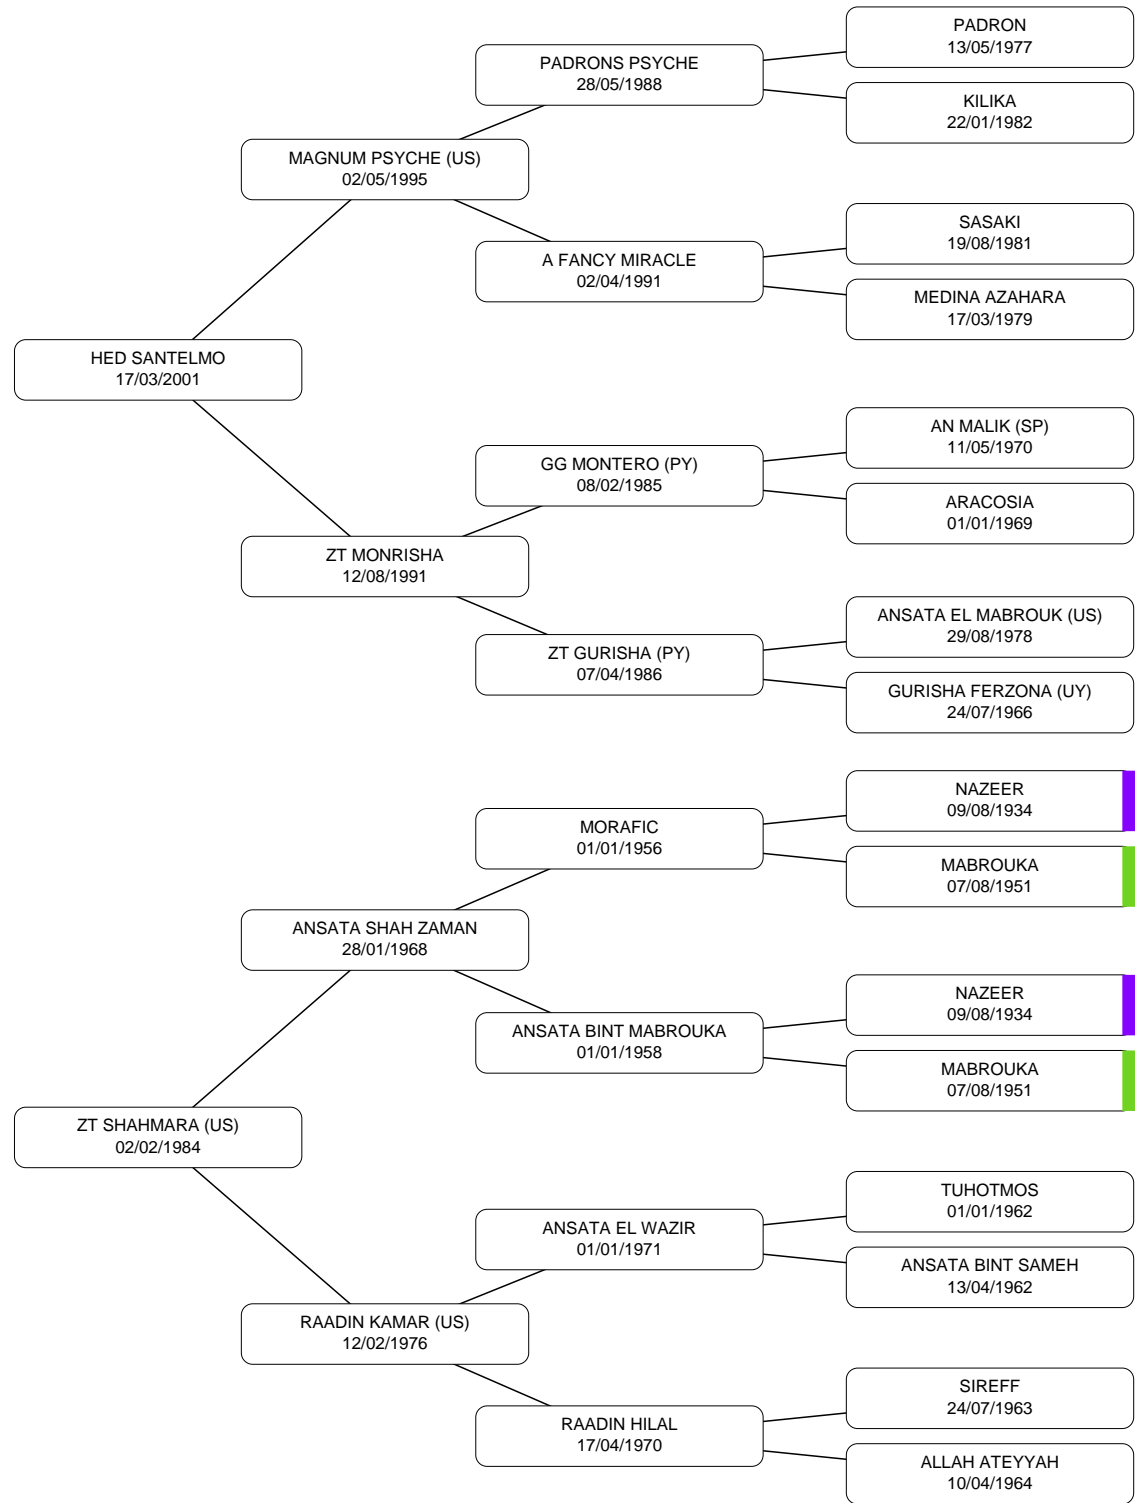 PADRON
13/05/1977
PADRONS PSYCHE
28/05/1988
KILIKA
22/01/1982
MAGNUM PSYCHE (US)
02/05/1995
SASAKI
19/08/1981
A FANCY MIRACLE
02/04/1991
MEDINA AZAHARA
17/03/1979
HED SANTELMO
17/03/2001
AN MALIK (SP)
11/05/1970
GG MONTERO (PY)
08/02/1985
ARACOSIA
01/01/1969
ZT MONRISHA
12/08/1991
ANSATA EL MABROUK (US)
29/08/1978
ZT GURISHA (PY)
07/04/1986
GURISHA FERZONA (UY)
24/07/1966
NAZEER
09/08/1934
MORAFIC
01/01/1956
MABROUKA
07/08/1951
ANSATA SHAH ZAMAN
28/01/1968
NAZEER
09/08/1934
ANSATA BINT MABROUKA
01/01/1958
MABROUKA
07/08/1951
ZT SHAHMARA (US)
02/02/1984
TUHOTMOS
01/01/1962
ANSATA EL WAZIR
01/01/1971
ANSATA BINT SAMEH
13/04/1962
RAADIN KAMAR (US)
12/02/1976
SIREFF
24/07/1963
RAADIN HILAL
17/04/1970
ALLAH ATEYYAH
10/04/1964